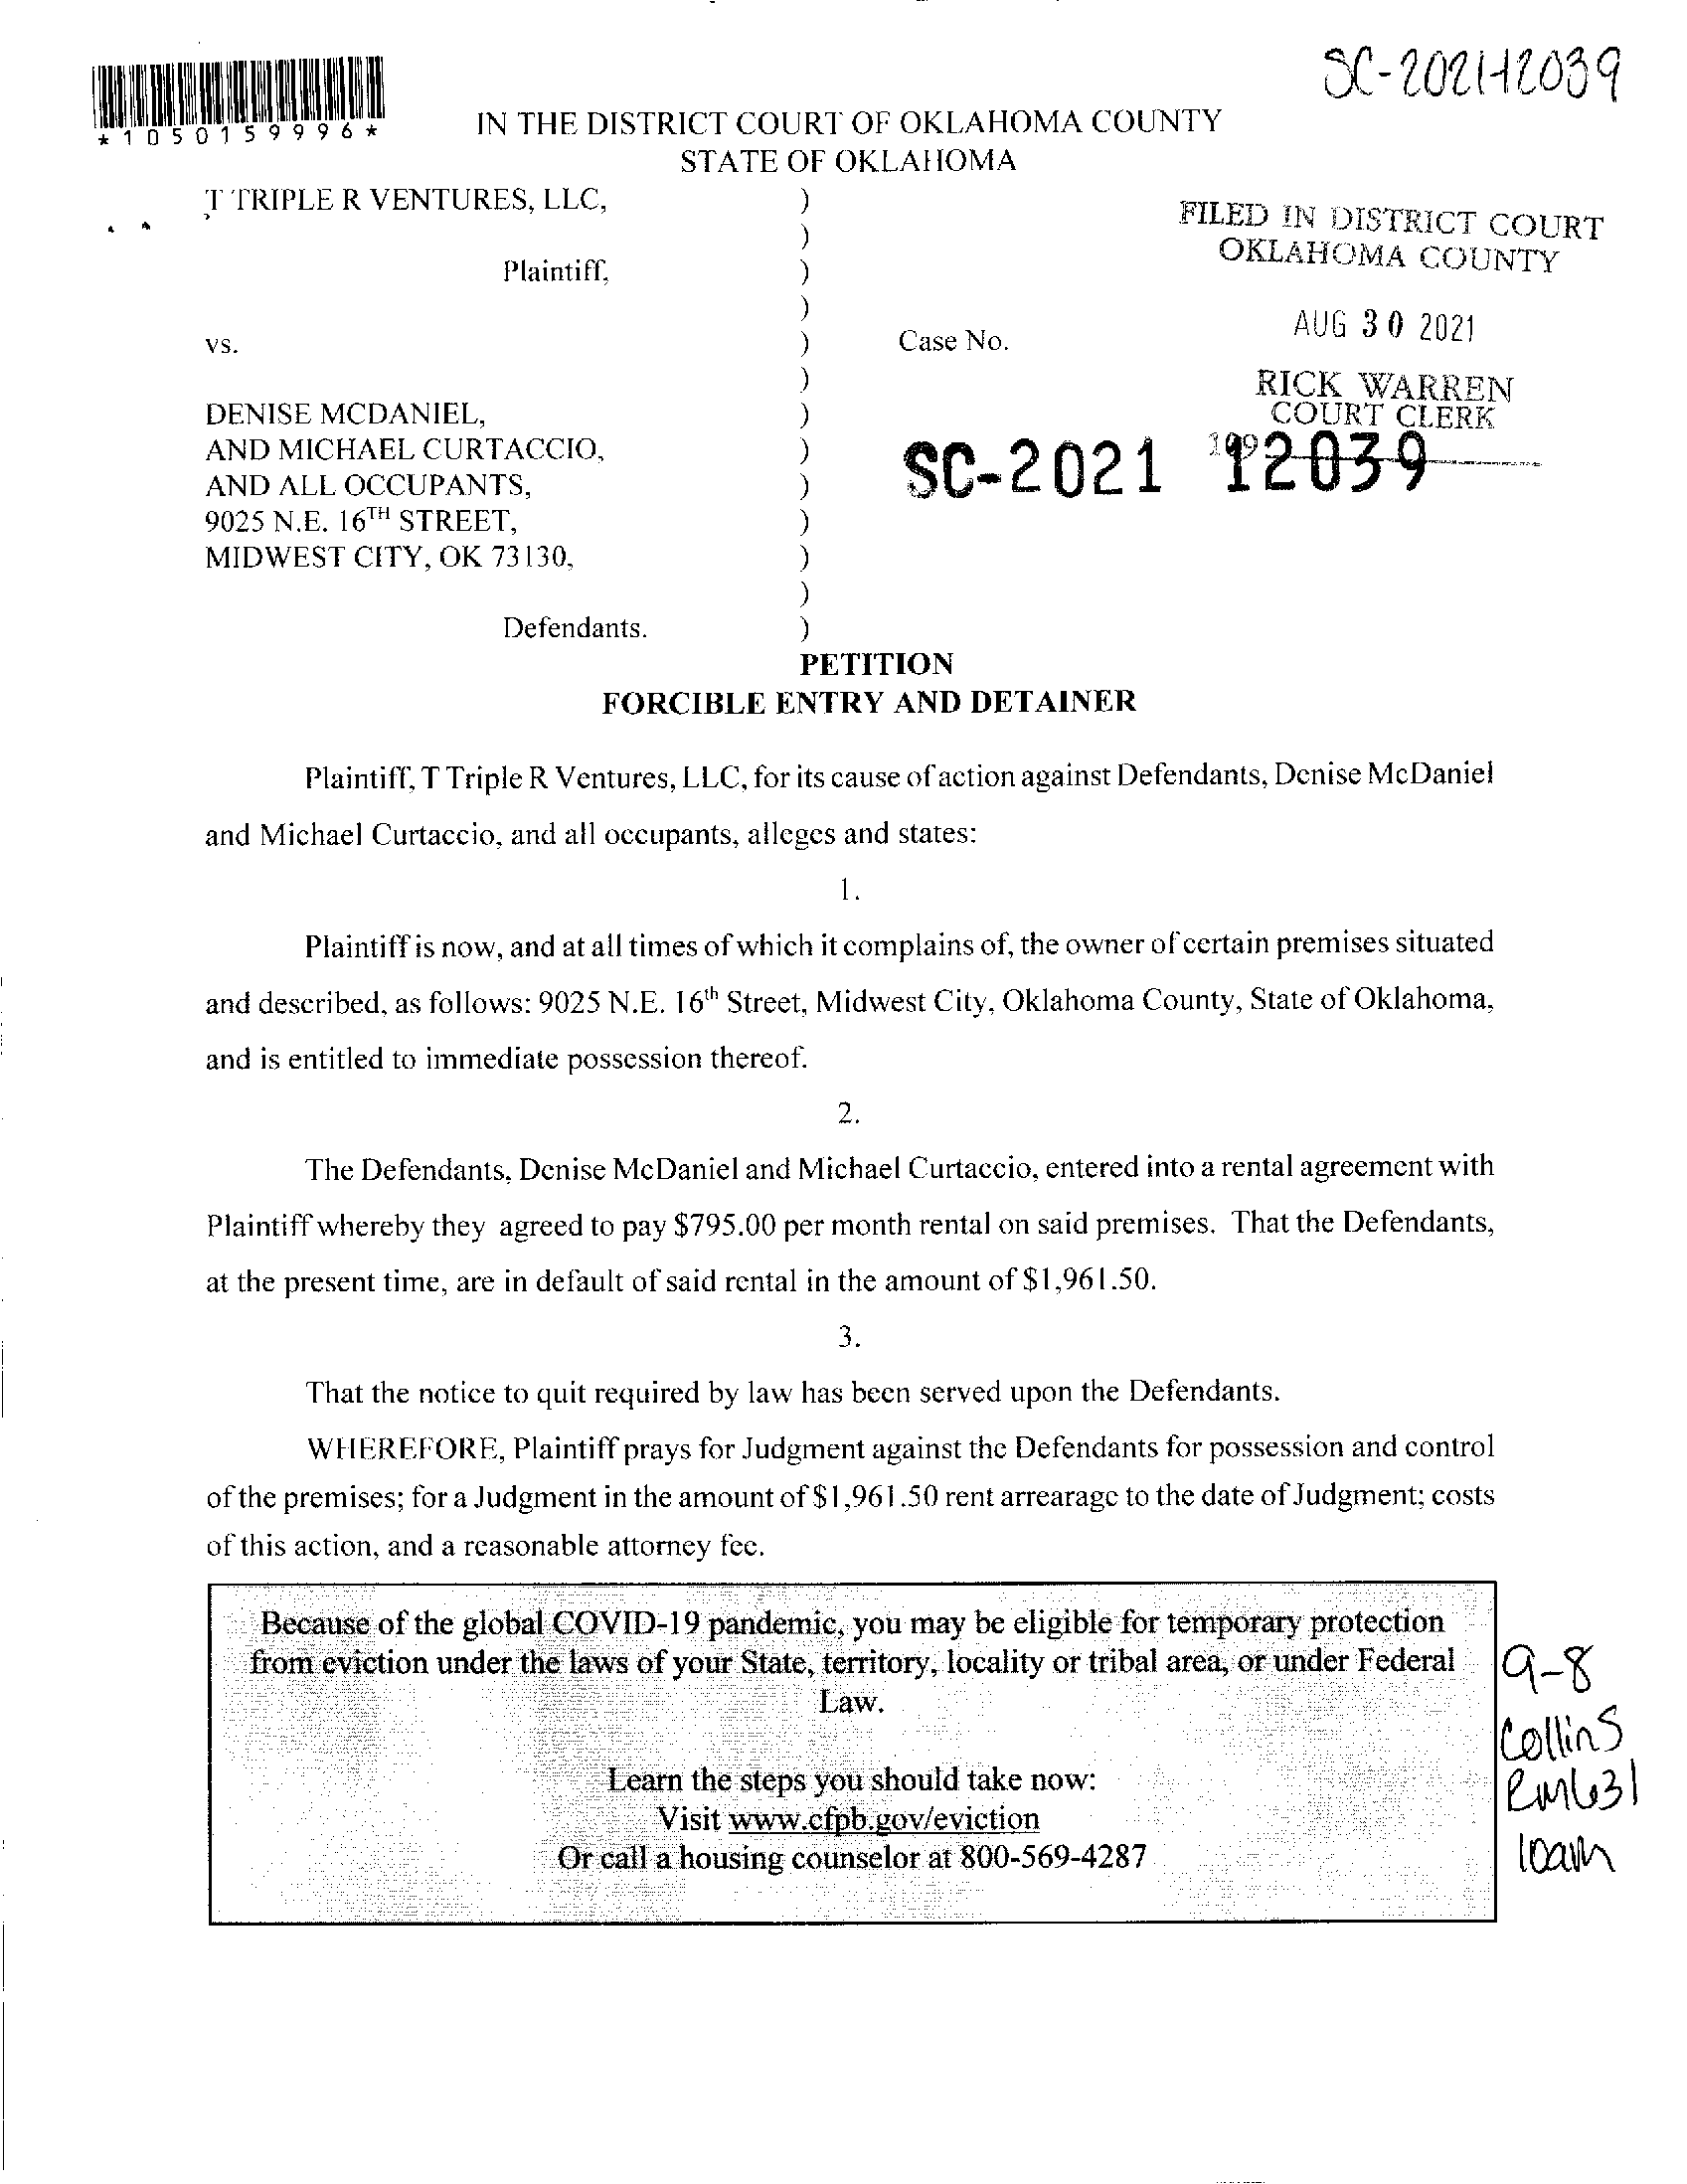 SC-2021-12039
*1050159996*
IN THE DISTRICT COURT OF OKLAHOMA COUNTY
STATE OF OKLAHOMA
T TRIPLE R VENTURES, LLC, )
)
Plaintiff, )
)
vs. ) Case No.
)
DENISE MCDANIEL, )
AND MICHAEL CURTACCIO, )
AND ALL OCCUPANTS, )
9025 N.E. 16TH STREET, )
MIDWEST CITY, OK 73130, )
)
Defendants. )
FILED IN DISTRICT COURT
OKLAHOMA COUNTY
AUG 30 2021
RICK WARREN
COURT CLERK
109
SC-2021 12039
PETITION
FORCIBLE ENTRY AND DETAINER
Plaintiff, T Triple R Ventures, LLC, for its cause of action against Defendants, Denise McDaniel
and Michael Curtaccio, and all occupants, alleges and states:
1.
Plaintiff is now, and at all times of which it complains of, the owner of certain premises situated
and described, as follows: 9025 N.E. 16th Street, Midwest City, Oklahoma County, State of Oklahoma,
and is entitled to immediate possession thereof.
2.
The Defendants, Denise McDaniel and Michael Curtaccio, entered into a rental agreement with
Plaintiff whereby they agreed to pay $795.00 per month rental on said premises. That the Defendants,
at the present time, are in default of said rental in the amount of $1,961.50.
3.
That the notice to quit required by law has been served upon the Defendants.
WHEREFORE, Plaintiff prays for Judgment against the Defendants for possession and control
of the premises; for a Judgment in the amount of $1,961.50 rent arrearage to the date of Judgment; costs
of this action, and a reasonable attorney fee.
Because of the global COVID-19 pandemic, you may be eligible for temporary protection
from eviction under the laws of your State, territory, locality or tribal area, or under Federal
Law.
Learn the steps you should take now:
Visit www.cfpb.gov/eviction
Or call a housing counselor at 800-569-4287
9-8
Collins
Rm631
10am